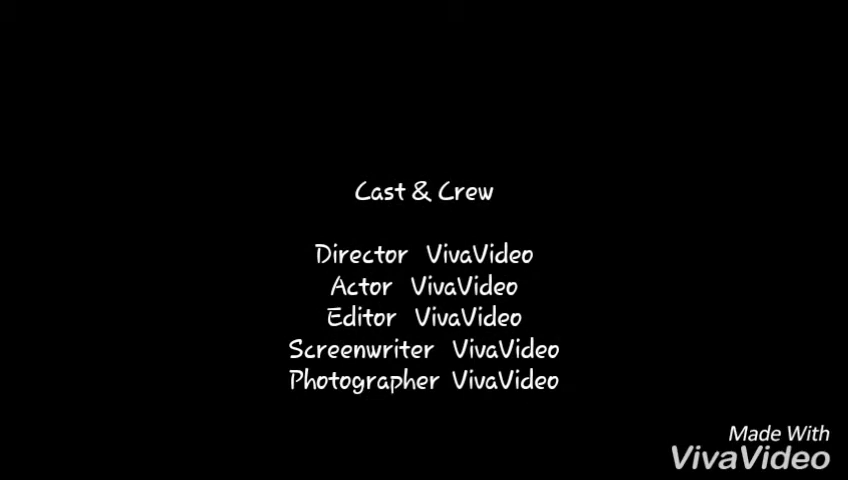 Cast & Crew
Director VivaVideo
Actor VivaVideo
Editor VivaVideo
Screenwriter VivaVideo
Photographer VivaVideo
Made With
VivaVideo